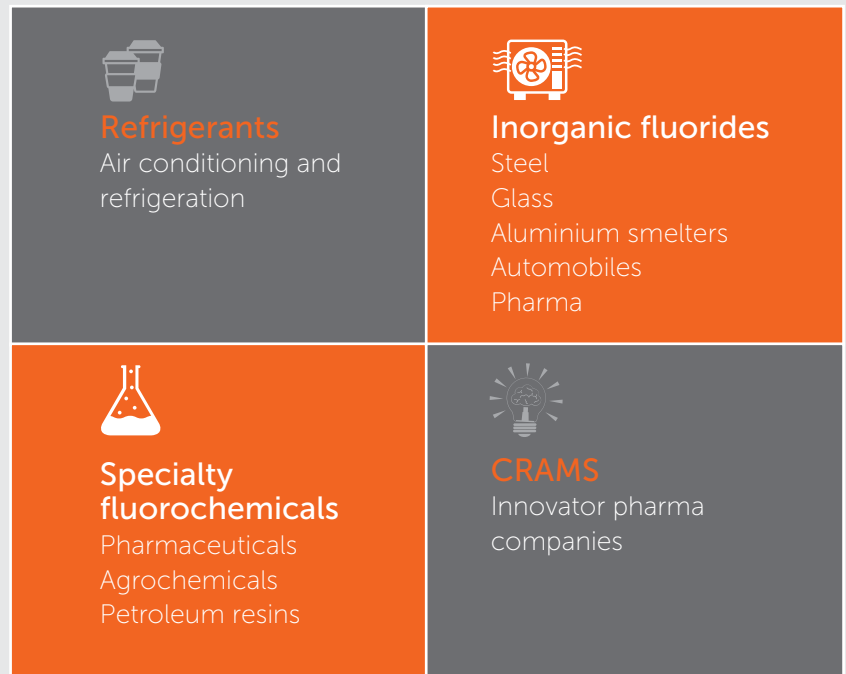 Refrigerants
Air conditioning and
refrigeration
Inorganic fluorides
Steel
Glass
Aluminium smelters
Automobiles
Pharma
Specialty
fluorochemicals
Pharmaceuticals
Agrochemicals
Petroleum resins
CRAMS
Innovator pharma
companies